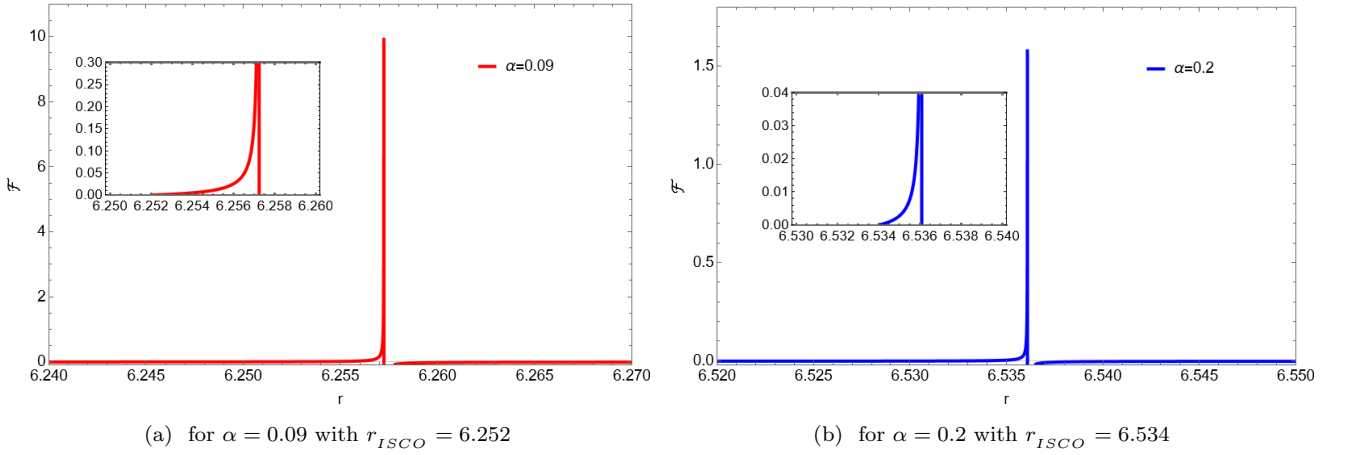 10
8
6
4
2
0
ℱ
0.30
0.25
0.20
0.15
0.10
0.05
0.00
6.250 6.252 6.254 6.256 6.258 6.260
α=0.09
6.240 6.245 6.250 6.255 6.260 6.265 6.270
r
(a) for α = 0.09 with r_ISCO = 6.252
1.5
1.0
0.5
0.0
ℱ
0.04
0.03
0.02
0.01
0.00
6.530 6.532 6.534 6.536 6.538 6.540
α=0.2
6.520 6.525 6.530 6.535 6.540 6.545 6.550
r
(b) for α = 0.2 with r_ISCO = 6.534